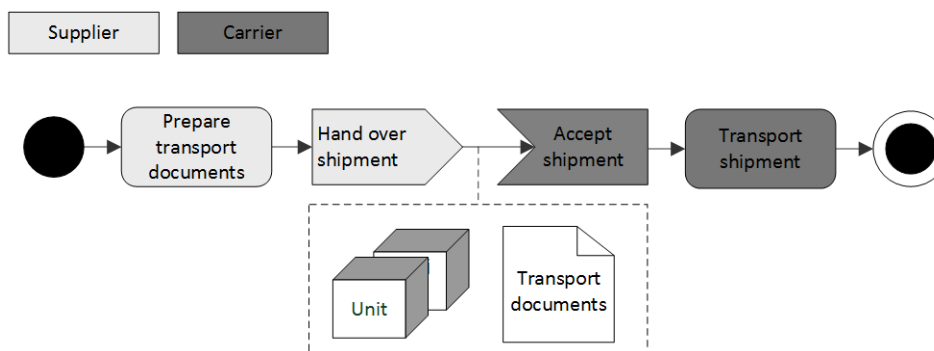 Supplier
Carrier
Prepare
transport
documents
Hand over
shipment
Accept
shipment
Transport
shipment
Unit
Transport
documents